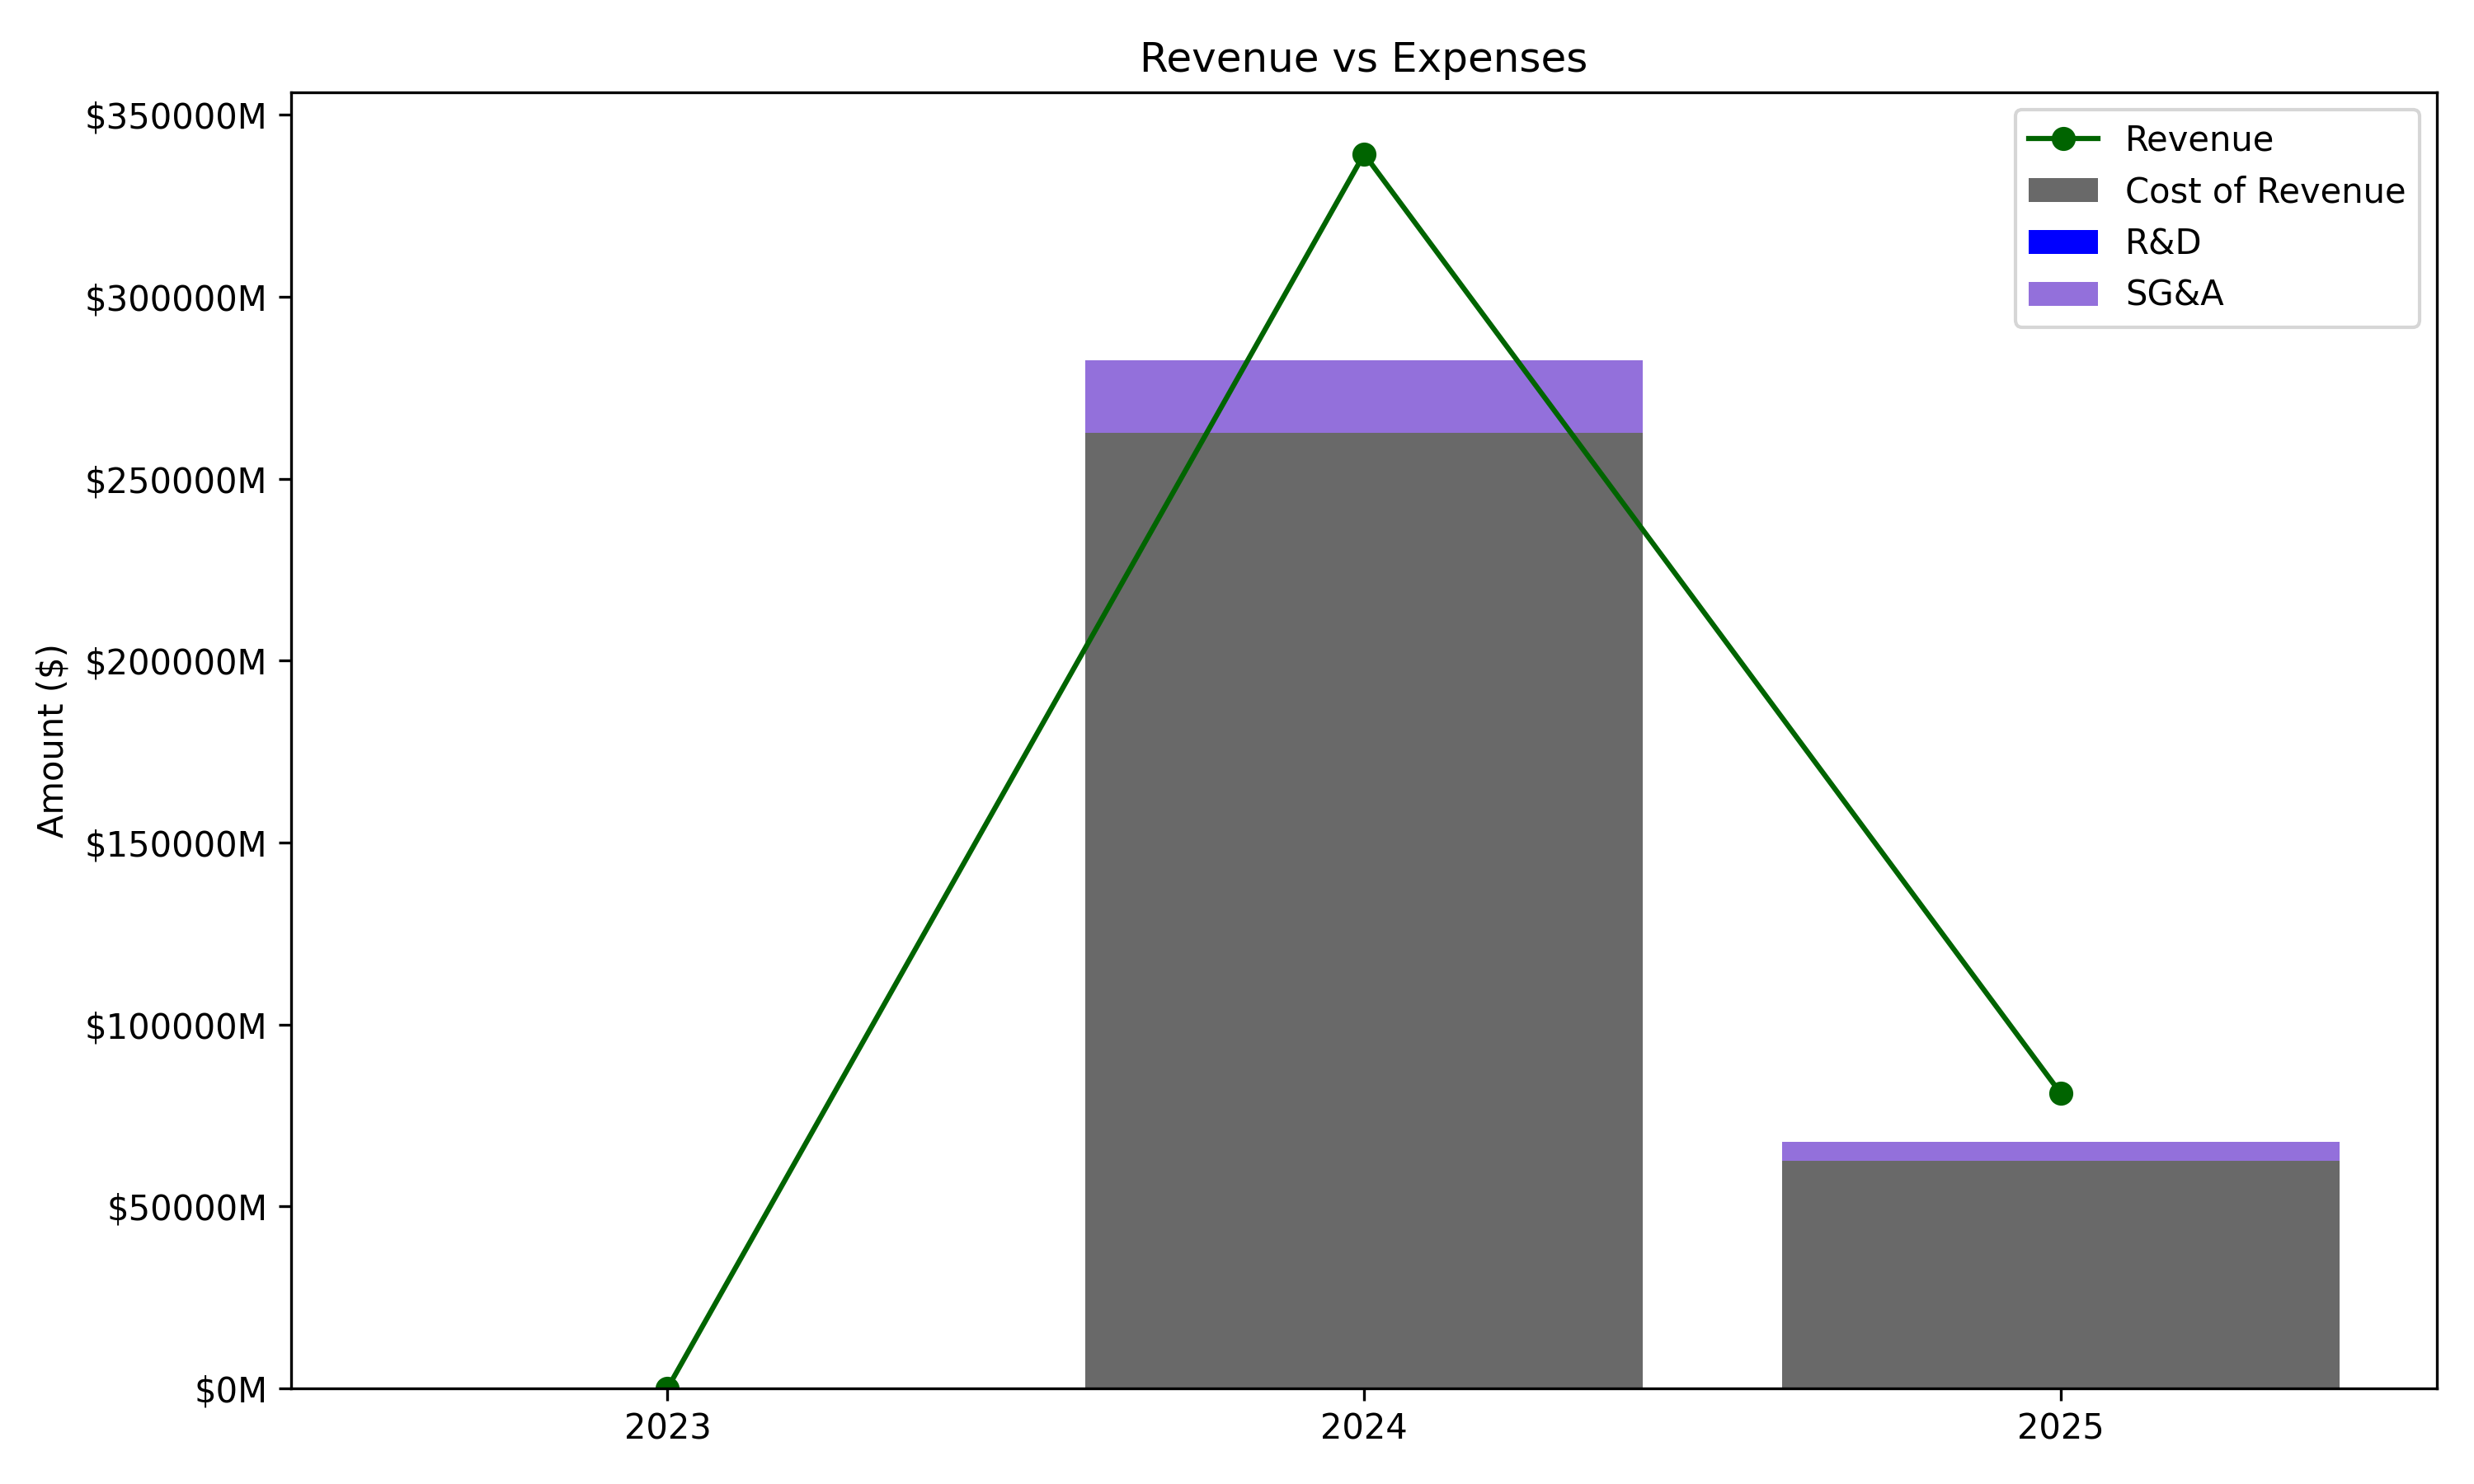 Revenue vs Expenses
Revenue
Cost of Revenue
R&D
SG&A
Amount ($)
$350000M
$300000M
$250000M
$200000M
$150000M
$100000M
$50000M
$0M
2023
2024
2025